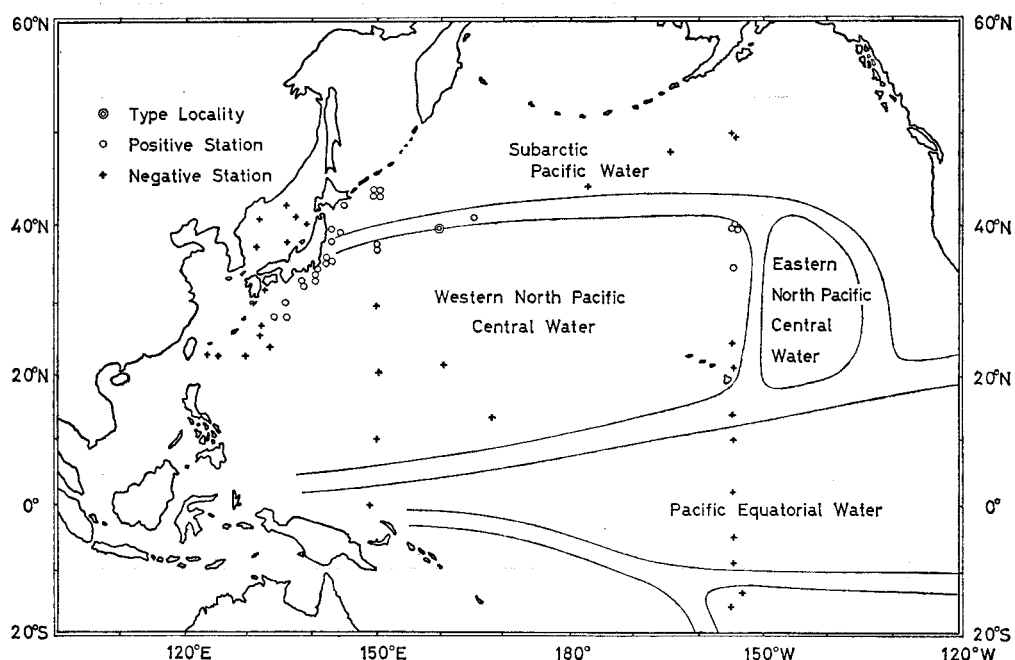 60°N
60°N
Type Locality
Positive Station
Negative Station
Subarctic
Pacific Water
40°N
40°N
Eastern
North Pacific
Central
Water
Western North Pacific
Central Water
20°N
20°N
0°
0°
Pacific Equatorial Water
20°S
20°S
120°E
150°E
180°
150°W
120°W